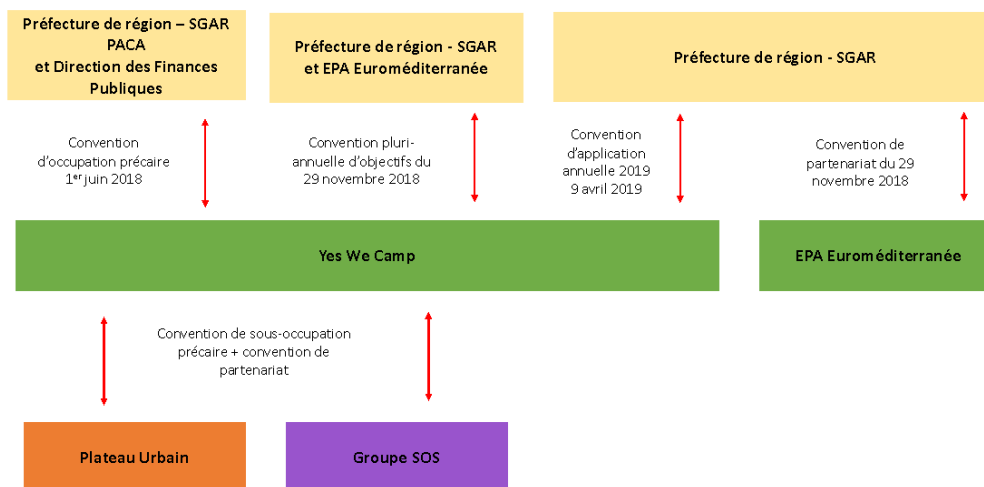 Préfecture de région – SGAR
PACA
et Direction des Finances
Publiques
Préfecture de région - SGAR
et EPA Euroméditerranée
Préfecture de région - SGAR
Convention
d'occupation précaire
1er juin 2018
Convention pluri-
annuelle d'objectifs du
29 novembre 2018
Convention
d'application
annuelle 2019
9 avril 2019
Convention de
partenariat du 29
novembre 2018
Yes We Camp
EPA Euroméditerranée
Convention de sous-occupation
précaire + convention de
partenariat
Plateau Urbain
Groupe SOS